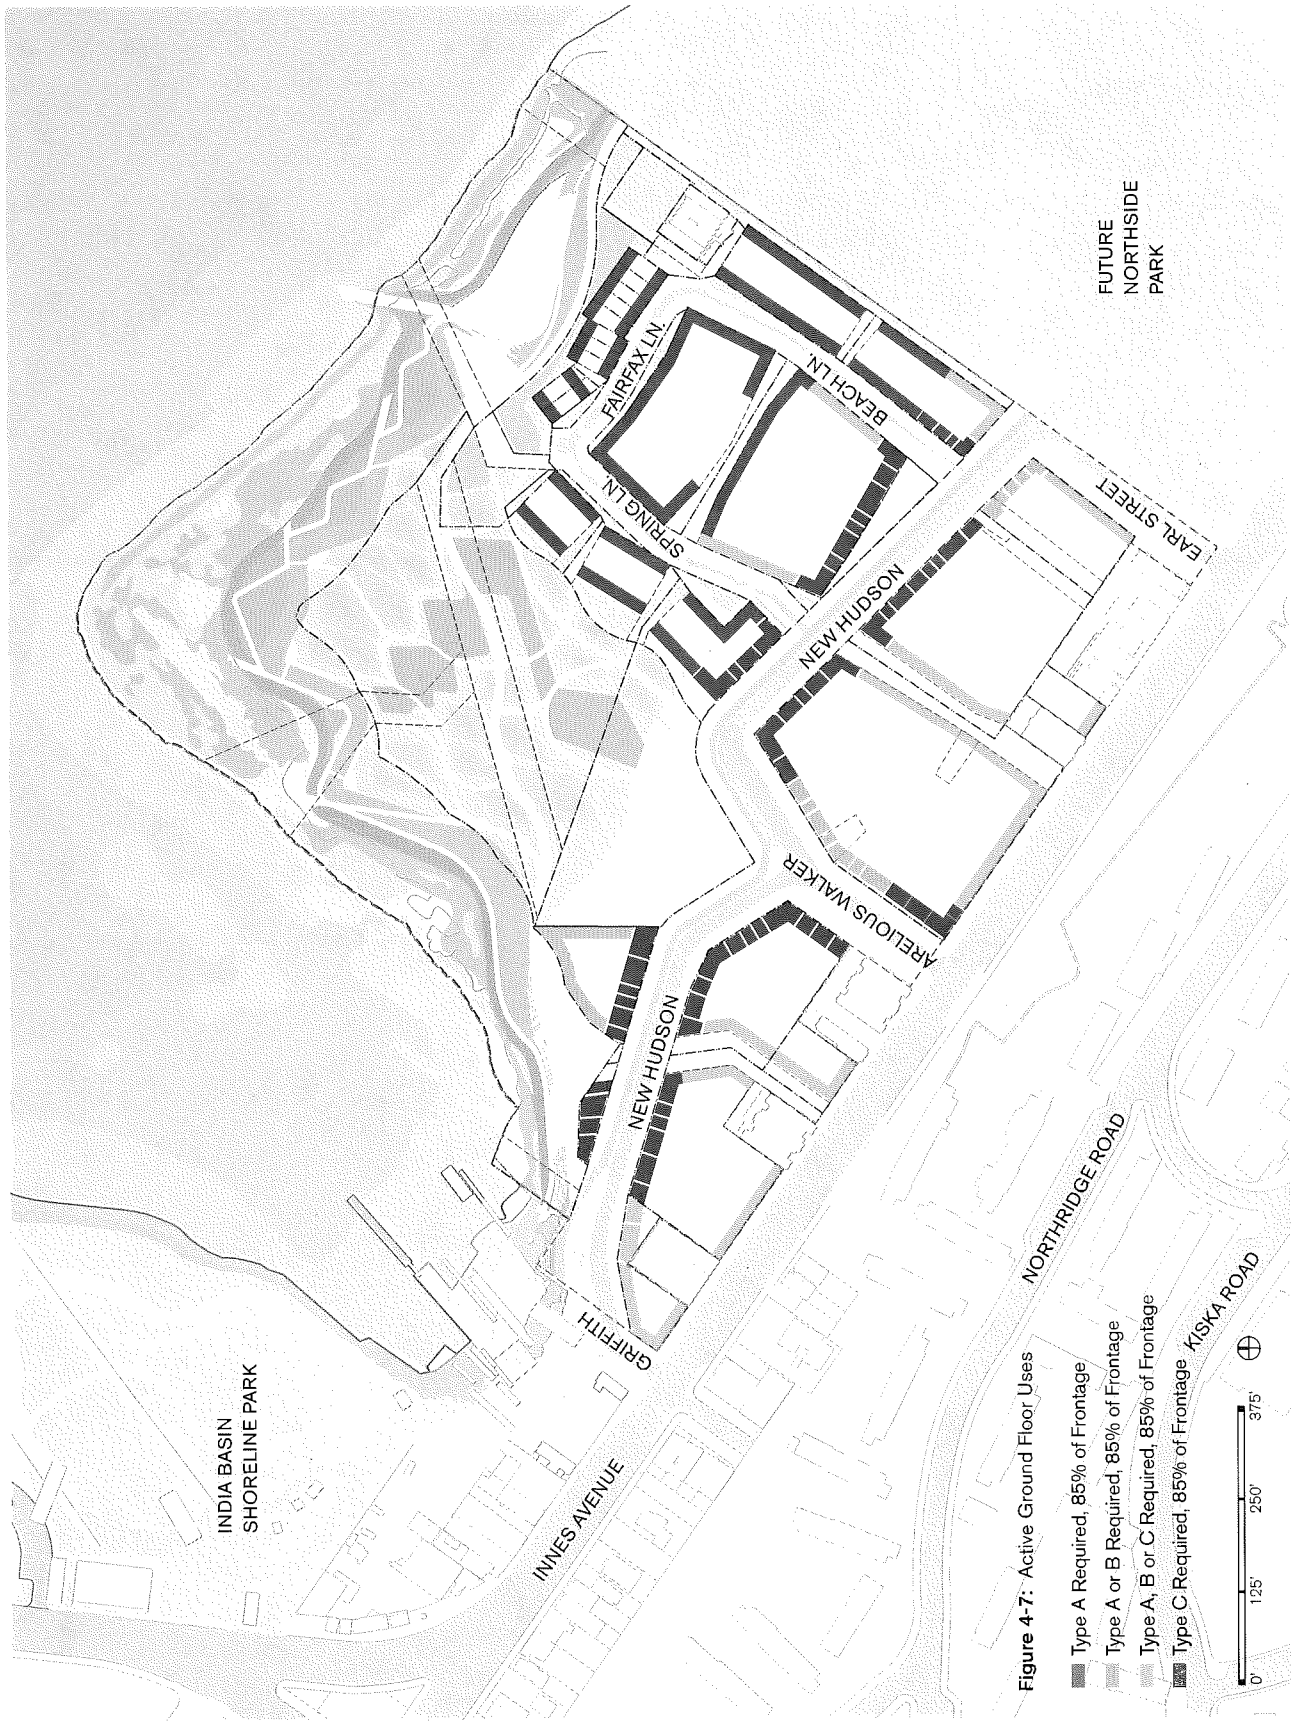 INDIA BASIN
SHORELINE PARK
INNES AVENUE
GRIFFITH
NEW HUDSON
ARELIOUS WALKER
NEW HUDSON
SPRING LN.
FAIRFAX LN.
BEACH LN.
EARL STREET
FUTURE
NORTHSIDE
PARK
NORTHRIDGE ROAD
KISKA ROAD
Figure 4-7: Active Ground Floor Uses
Type A Required, 85% of Frontage
Type A or B Required, 85% of Frontage
Type A, B or C Required, 85% of Frontage
Type C Required, 85% of Frontage
0' 125' 250' 375'